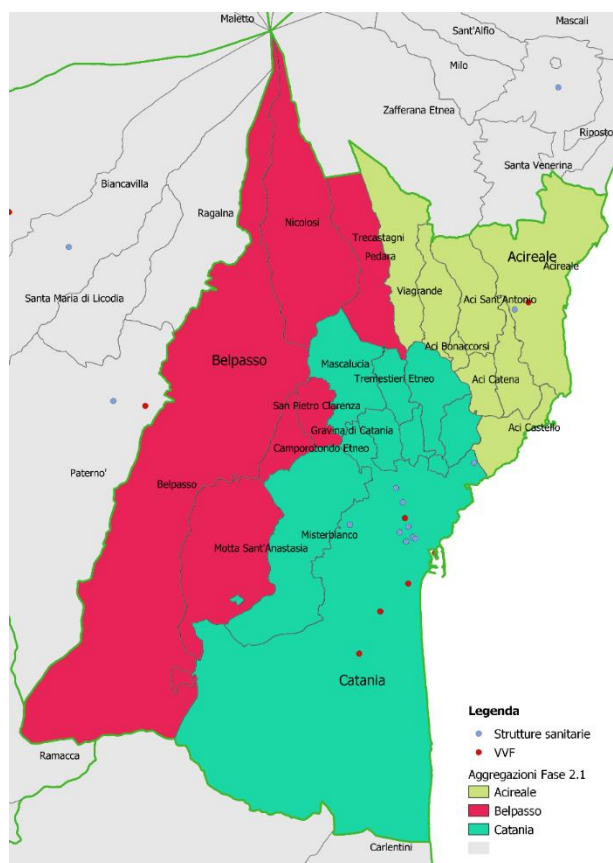 Maletto
Mascali
Sant'Alfio
Milo
Zafferana Etnea
Riposto
Santa Venerina
Biancavilla
Ragalna
Nicolosi
Trecastagni
Pedara
Acireale
Acireale
Viagrande
Aci Sant'Antonio
Santa Maria di Licodia
Belpasso
Mascalucia
Aci Bonaccorsi
Tremestieri Etneo
Aci Catena
San Pietro Clarenza
Gravina di Catania
Aci Castello
Camporotondo Etneo
Paterno'
Belpasso
Misterbianco
Motta Sant'Anastasia
Catania
Ramacca
Carlentini
Legenda
Strutture sanitarie
VVF
Aggregazioni Fase 2.1
Acireale
Belpasso
Catania